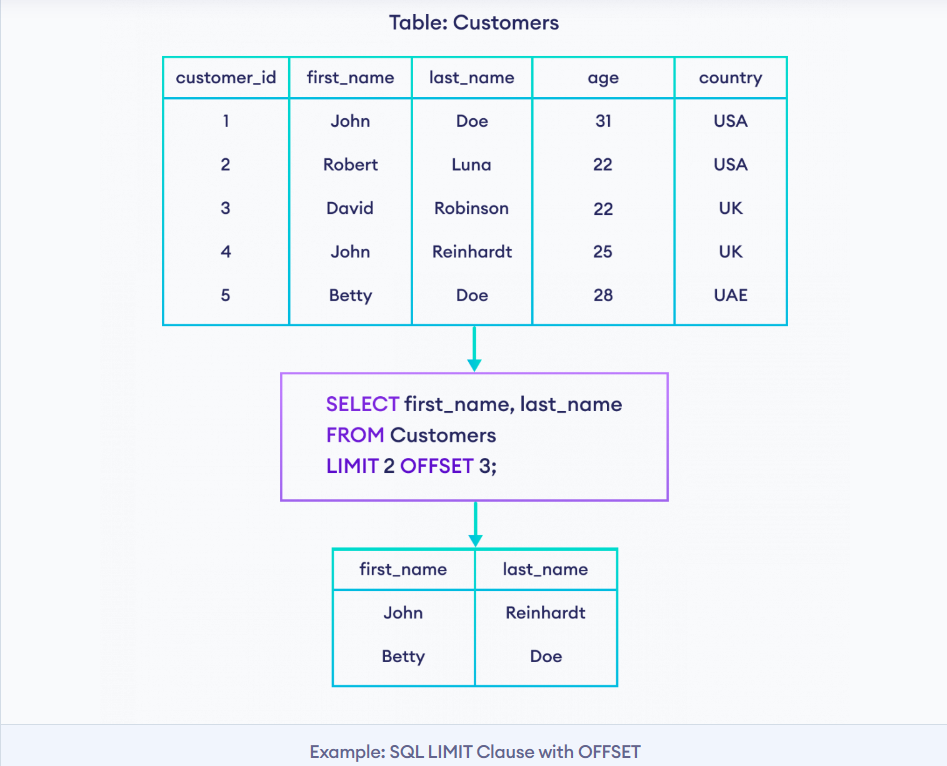 Table: Customers
customer_id first_name last_name age country
1 John Doe 31 USA
2 Robert Luna 22 USA
3 David Robinson 22 UK
4 John Reinhardt 25 UK
5 Betty Doe 28 UAE
SELECT first_name, last_name
FROM Customers
LIMIT 2 OFFSET 3;
first_name last_name
John Reinhardt
Betty Doe
Example: SQL LIMIT Clause with OFFSET